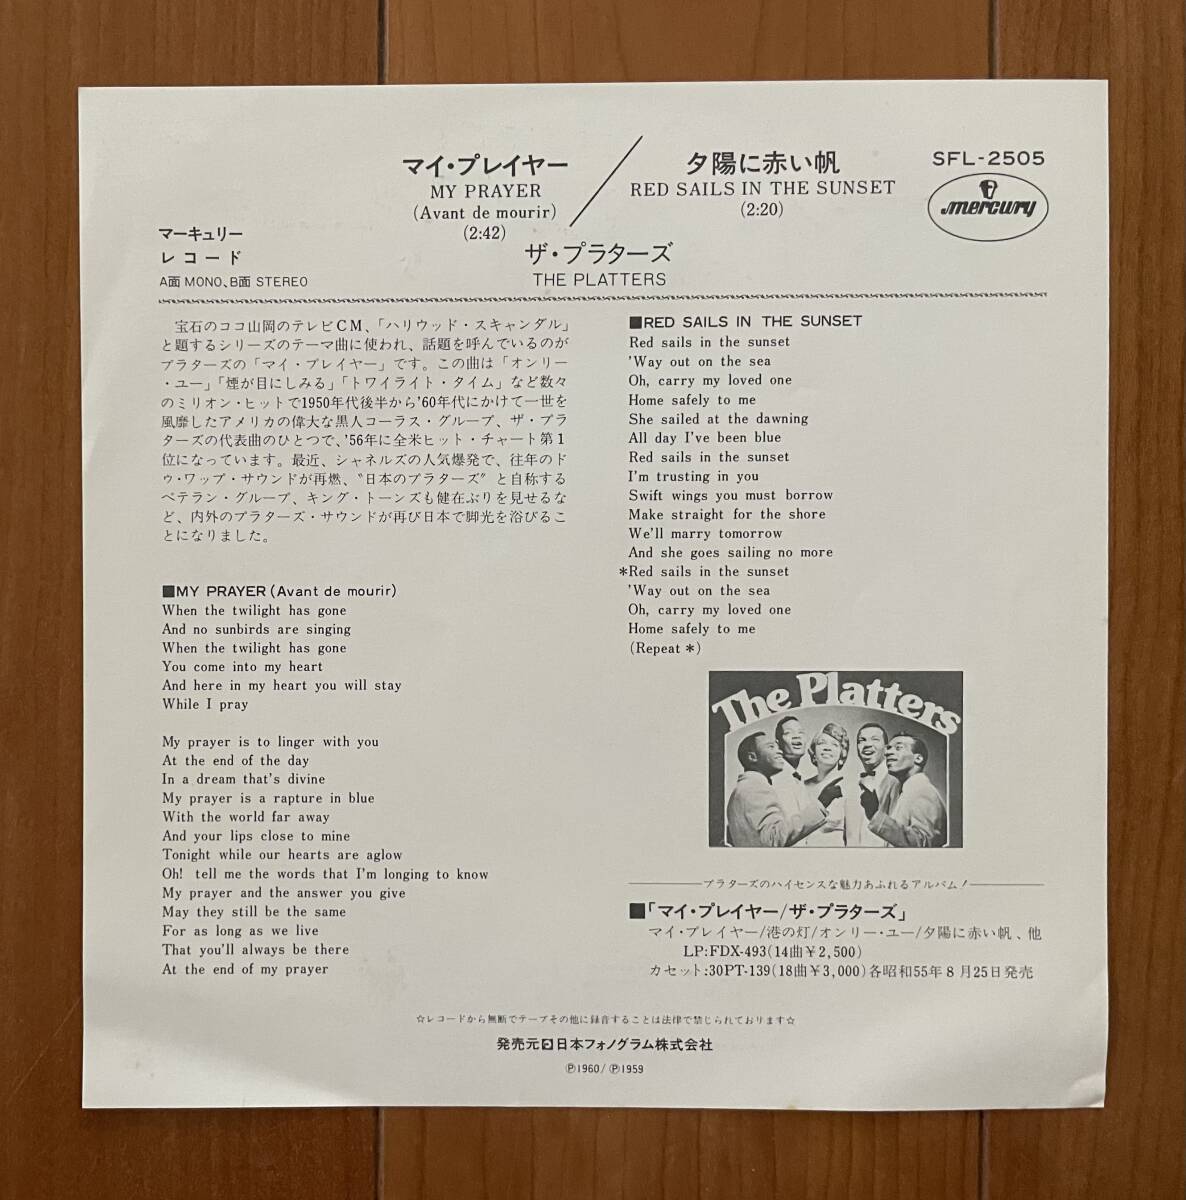 マイ・プレイヤー
MY PRAYER
(Avant de mourir)
(2:42)
夕陽に赤い帆
RED SAILS IN THE SUNSET
(2:20)
SFL-2505
mercury
マーキュリー
レコード
A面 MONO、B面 STEREO
ザ・プラターズ
THE PLATTERS
宝石のココ山岡のテレビCM、「ハリウッド・スキャンダル」
と題するシリーズのテーマ曲に使われ、話題を呼んでいるのが
プラターズの「マイ・プレイヤー」です。この曲は「オンリー
・ユー」「煙が目にしみる」「トワイライト・タイム」など数々
のミリオン・ヒットで1950年代後半から'60年代にかけて一世を
風靡したアメリカの偉大な黒人コーラス・グループ、ザ・プラ
ターズの代表曲のひとつで、'56年に全米ヒット・チャート第1
位になっています。最近、シャネルズの人気爆発で、往年のド
ゥ・ワップ・サウンドが再燃、〝日本のプラターズ〞と自称する
ベテラン・グループ、キング・トーンズも健在ぶりを見せるな
ど、内外のプラターズ・サウンドが再び日本で脚光を浴びるこ
とになりました。
■MY PRAYER (Avant de mourir)
When the twilight has gone
And no sunbirds are singing
When the twilight has gone
You come into my heart
And here in my heart you will stay
While I pray
My prayer is to linger with you
At the end of the day
In a dream that's divine
My prayer is a rapture in blue
With the world far away
And your lips close to mine
Tonight while our hearts are aglow
Oh! tell me the words that I'm longing to know
My prayer and the answer you give
May they still be the same
For as long as we live
That you'll always be there
At the end of my prayer
■RED SAILS IN THE SUNSET
Red sails in the sunset
'Way out on the sea
Oh, carry my loved one
Home safely to me
She sailed at the dawning
All day I've been blue
Red sails in the sunset
I'm trusting in you
Swift wings you must borrow
Make straight for the shore
We'll marry tomorrow
And she goes sailing no more
*Red sails in the sunset
'Way out on the sea
Oh, carry my loved one
Home safely to me
(Repeat *)
The Platters
プラターズのハイセンスな魅力あふれるアルバム!
■「マイ・プレイヤー/ザ・プラターズ」
マイ・プレイヤー/港の灯/オンリー・ユー/夕陽に赤い帆、他
LP:FDX-493(14曲¥2,500)
カセット:30PT-139(18曲¥3,000)各昭和55年8月25日発売
☆レコードから無断でテープその他に録音することは法律で禁じられております☆
発売元 日本フォノグラム株式会社
Ⓟ1960/Ⓟ1959